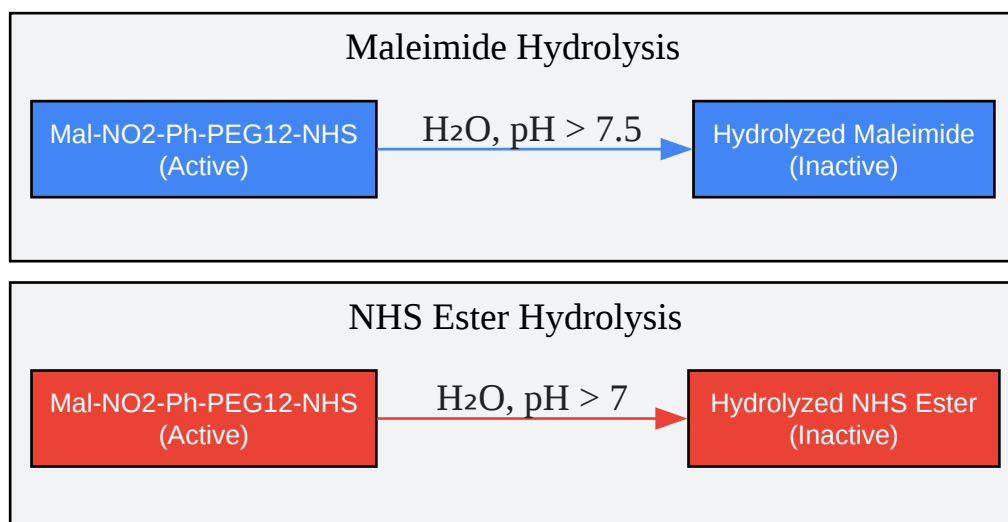 Maleimide Hydrolysis
Mal-NO2-Ph-PEG12-NHS
(Active)
H₂O, pH > 7.5
Hydrolyzed Maleimide
(Inactive)
NHS Ester Hydrolysis
Mal-NO2-Ph-PEG12-NHS
(Active)
H₂O, pH > 7
Hydrolyzed NHS Ester
(Inactive)